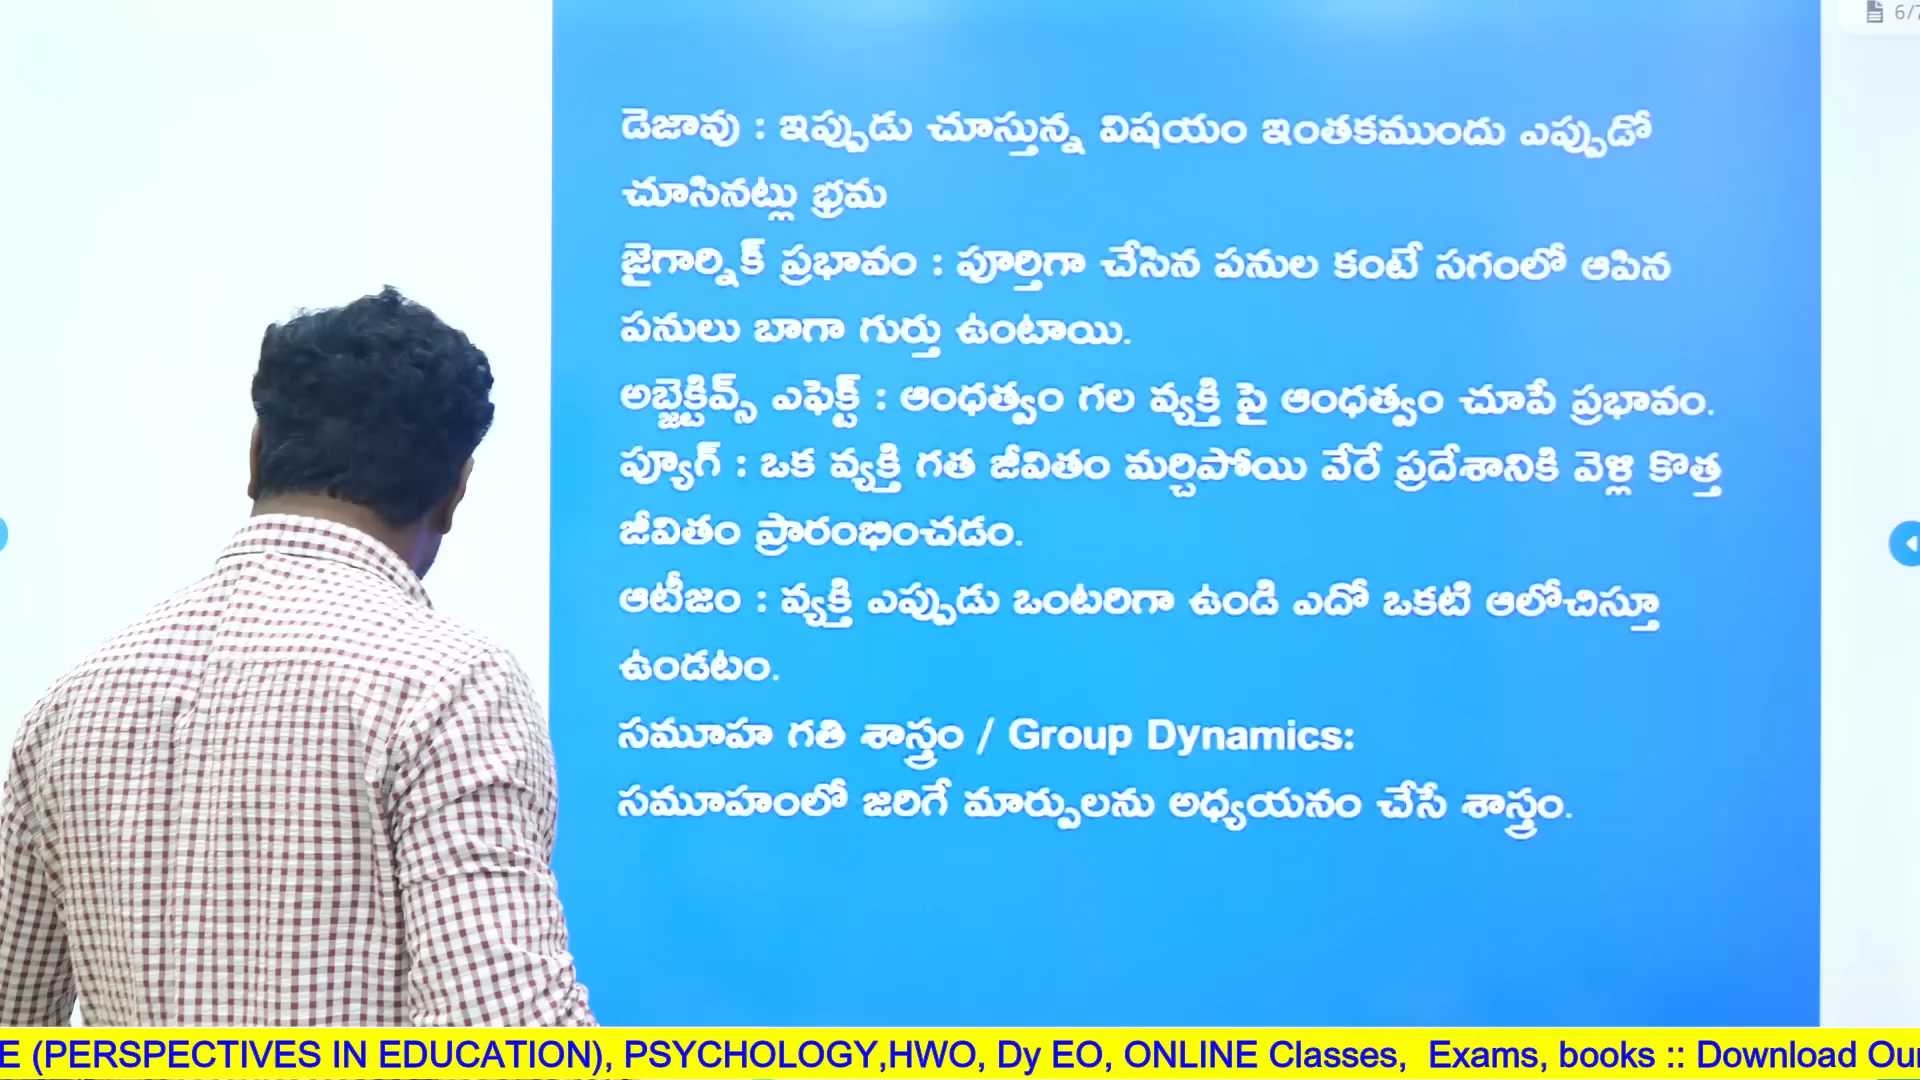 6/7
డెజావు : ఇప్పుడు చూస్తున్న విషయం ఇంతకముందు ఎప్పుడో
చూసినట్లు భ్రమ
జైగార్నిక్ ప్రభావం : పూర్తిగా చేసిన పనుల కంటే సగంలో ఆపిన
పనులు బాగా గుర్తు ఉంటాయి.
అబ్జెక్టివ్స్ ఎఫెక్ట్ : ఆంధత్వం గల వ్యక్తి పై ఆంధత్వం చూపే ప్రభావం.
ఫ్యూగ్ : ఒక వ్యక్తి గత జీవితం మర్చిపోయి వేరే ప్రదేశానికి వెళ్లి కొత్త
జీవితం ప్రారంభించడం.
ఆటీజం : వ్యక్తి ఎప్పుడు ఒంటరిగా ఉండి ఎదో ఒకటి ఆలోచిస్తూ
ఉండటం.
సమూహ గతి శాస్త్రం / Group Dynamics:
సమూహంలో జరిగే మార్పులను అధ్యయనం చేసే శాస్త్రం.
E (PERSPECTIVES IN EDUCATION), PSYCHOLOGY,HWO, Dy EO, ONLINE Classes, Exams, books :: Download Our